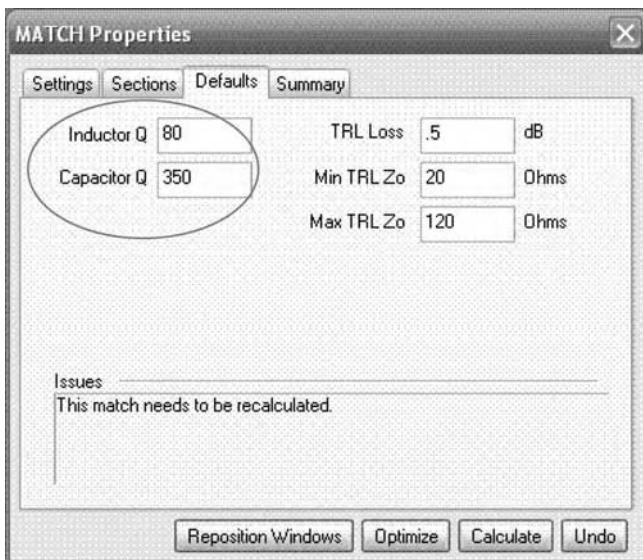 MATCH Properties
Settings Sections Defaults Summary
Inductor Q 80 TRL Loss .5 dB
Capacitor Q 350 Min TRL Zo 20 Ohms
Max TRL Zo 120 Ohms
Issues
This match needs to be recalculated.
Reposition Windows Optimize Calculate Undo